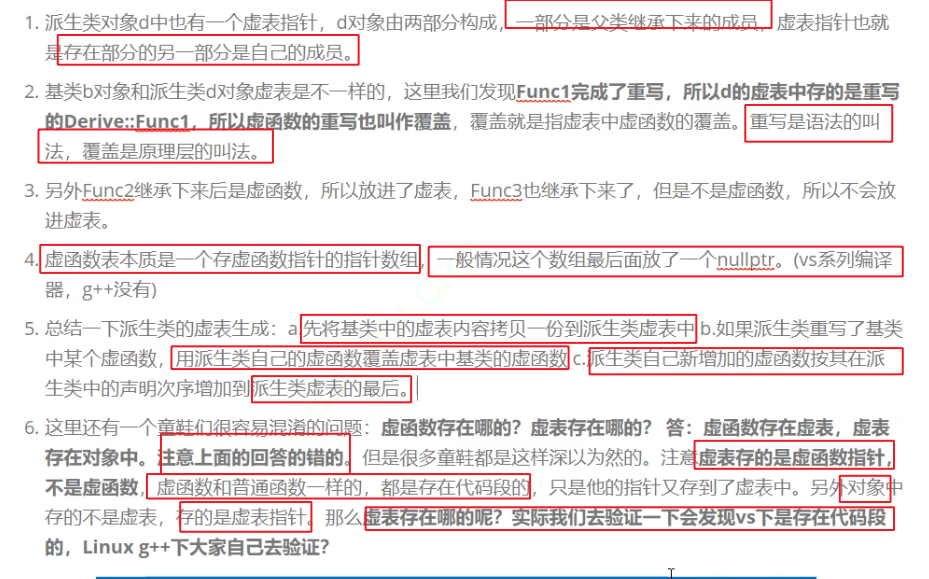 1. 派生类对象d中也有一个虚表指针，d对象由两部分构成，一部分是父类继承下来的成员，虚表指针也就
是存在部分的另一部分是自己的成员。
2. 基类b对象和派生类d对象虚表是不一样的，这里我们发现Func1完成了重写，所以d的虚表中存的是重写
的Derive::Func1，所以虚函数的重写也叫作覆盖，覆盖就是指虚表中虚函数的覆盖。重写是语法的叫
法，覆盖是原理层的叫法。
3. 另外Func2继承下来后是虚函数，所以放进了虚表，Func3也继承下来了，但是不是虚函数，所以不会放
进虚表。
4. 虚函数表本质是一个存虚函数指针的指针数组，一般情况这个数组最后面放了一个nullptr。(vs系列编译
器，g++没有)
5. 总结一下派生类的虚表生成：a.先将基类中的虚表内容拷贝一份到派生类虚表中 b.如果派生类重写了基类
中某个虚函数，用派生类自己的虚函数覆盖虚表中基类的虚函数 c.派生类自己新增加的虚函数按其在派
生类中的声明次序增加到派生类虚表的最后。
6. 这里还有一个童鞋们很容易混淆的问题：虚函数存在哪的？虚表存在哪的？ 答：虚函数存在虚表，虚表
存在对象中。注意上面的回答的错的。但是很多童鞋都是这样深以为然的。注意虚表存的是虚函数指针，
不是虚函数，虚函数和普通函数一样的，都是存在代码段的，只是他的指针又存到了虚表中。另外对象中
存的不是虚表，存的是虚表指针。那么虚表存在哪的呢？实际我们去验证一下会发现vs下是存在代码段
的，Linux g++下大家自己去验证？